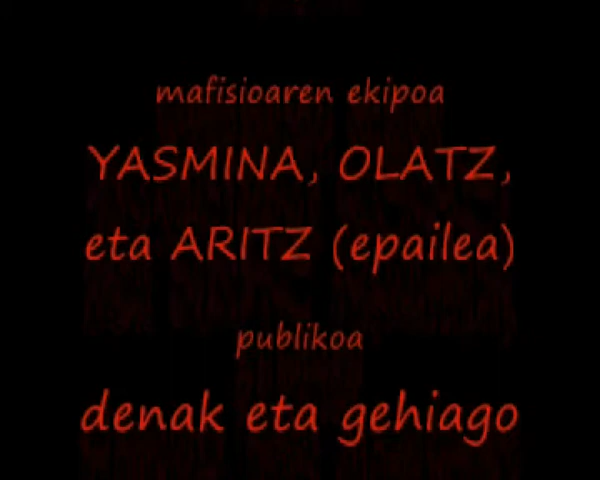 mafisioaren ekipoa
YASMINA, OLATZ,
eta ARITZ (epailea)
publikoa
denak eta gehiago